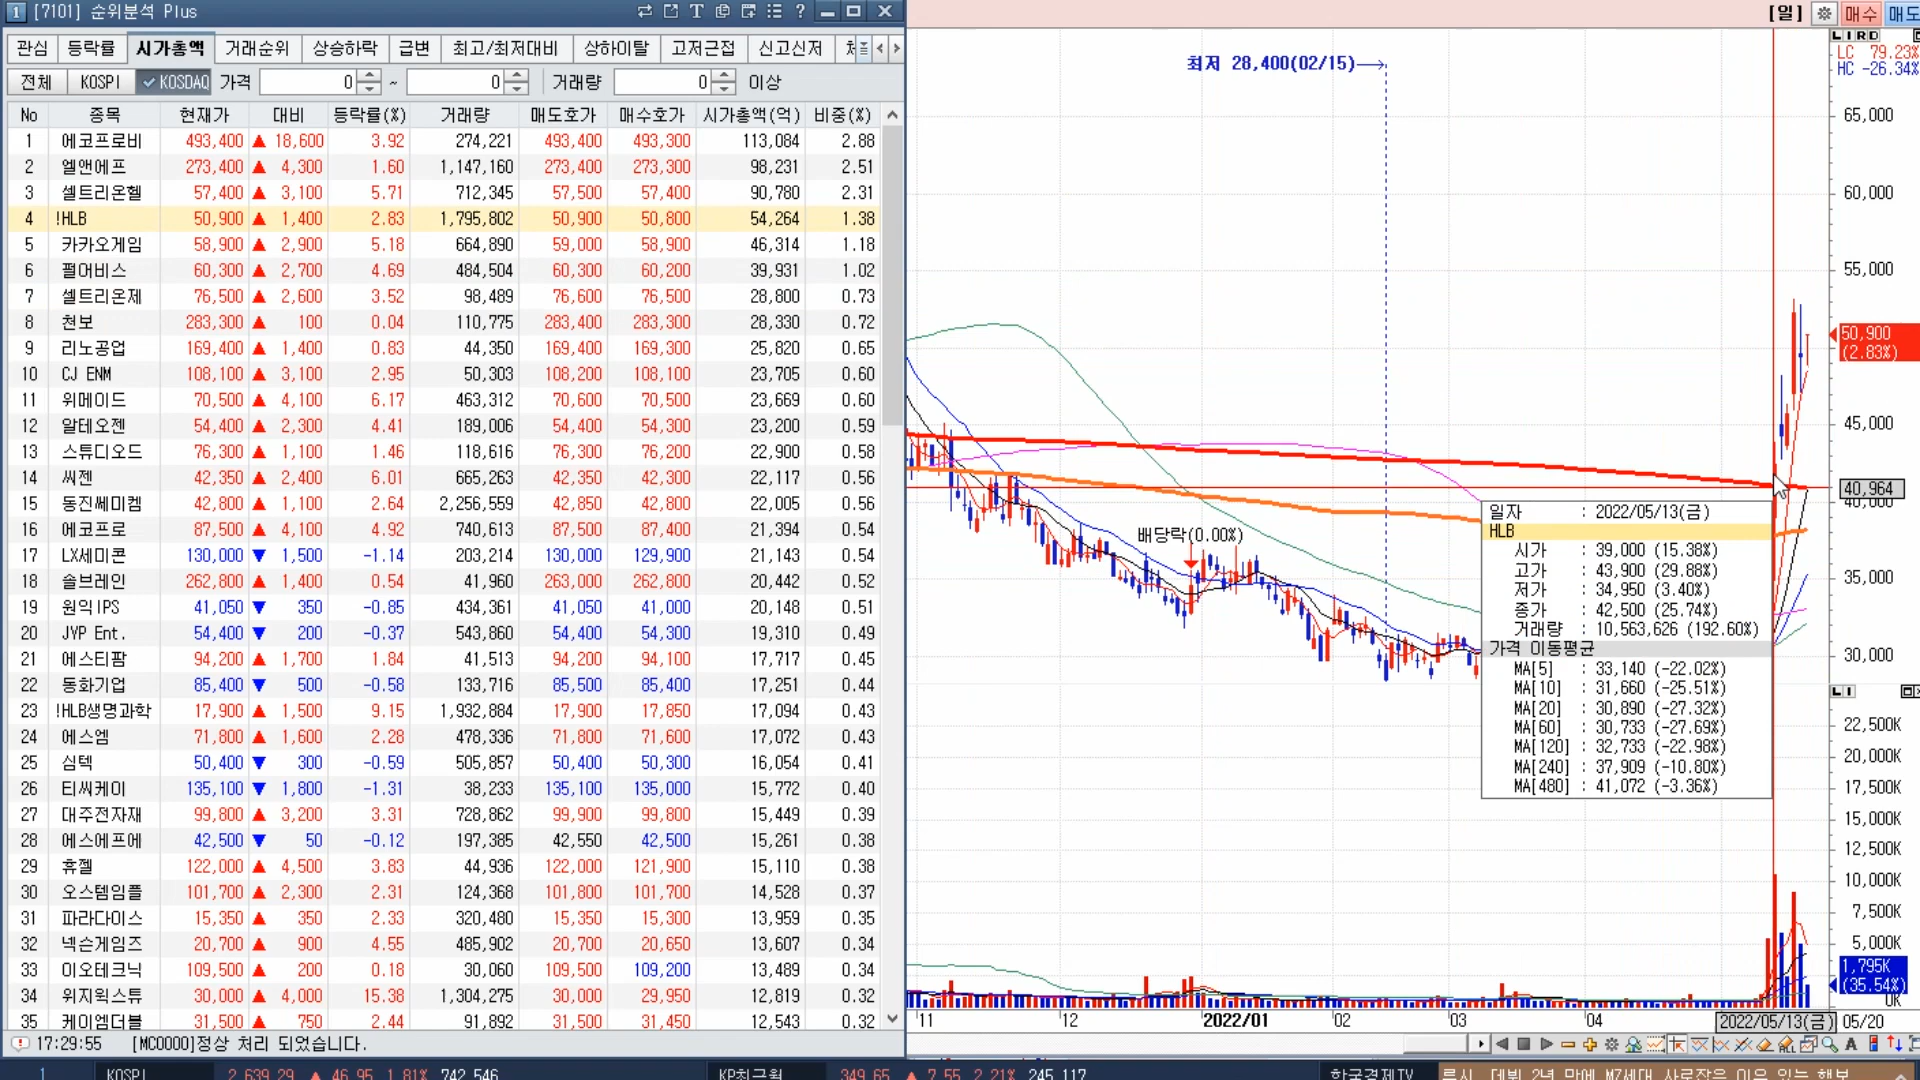 1 [7101] 순위분석 Plus
관심 등락률 시가총액 거래순위 상승하락 급변 최고/최저대비 상하이탈 고저근접 신고신저
전체 KOSPI KOSDAQ 가격 0 ~ 0 거래량 0 이상
No 종목 현재가 대비 등락률(%) 거래량 매도호가 매수호가 시가총액(억) 비중(%)
1 에코프로비 493,400 ▲ 18,600 3.92 274,221 493,400 493,300 113,084 2.88
2 엘앤에프 273,400 ▲ 4,300 1.60 1,147,160 273,400 273,300 98,231 2.51
3 셀트리온헬 57,400 ▲ 3,100 5.71 712,345 57,500 57,400 90,780 2.31
4 !HLB 50,900 ▲ 1,400 2.83 1,795,802 50,900 50,800 54,264 1.38
5 카카오게임 58,900 ▲ 2,900 5.18 664,890 59,000 58,900 46,314 1.18
6 펄어비스 60,300 ▲ 2,700 4.69 484,504 60,300 60,200 39,931 1.02
7 셀트리온제 76,500 ▲ 2,600 3.52 98,489 76,600 76,500 28,800 0.73
8 천보 283,300 ▲ 100 0.04 110,775 283,400 283,300 28,330 0.72
9 리노공업 169,400 ▲ 1,400 0.83 44,350 169,400 169,300 25,820 0.65
10 CJ ENM 108,100 ▲ 3,100 2.95 50,303 108,200 108,100 23,705 0.60
11 위메이드 70,500 ▲ 4,100 6.17 463,312 70,600 70,500 23,669 0.60
12 알테오젠 54,400 ▲ 2,300 4.41 189,006 54,400 54,300 23,200 0.59
13 스튜디오드 76,300 ▲ 1,100 1.46 118,616 76,300 76,200 22,900 0.58
14 씨젠 42,350 ▲ 2,400 6.01 665,263 42,350 42,300 22,117 0.56
15 동진쎄미켐 42,800 ▲ 1,100 2.64 2,256,559 42,850 42,800 22,005 0.56
16 에코프로 87,500 ▲ 4,100 4.92 740,613 87,500 87,400 21,394 0.54
17 LX세미콘 130,000 ▼ 1,500 -1.14 203,214 130,000 129,900 21,143 0.54
18 솔브레인 262,800 ▲ 1,400 0.54 41,960 263,000 262,800 20,442 0.52
19 원익IPS 41,050 ▼ 350 -0.85 434,361 41,050 41,000 20,148 0.51
20 JYP Ent. 54,400 ▼ 200 -0.37 543,860 54,400 54,300 19,310 0.49
21 에스티팜 94,200 ▲ 1,700 1.84 41,513 94,200 94,100 17,717 0.45
22 동화기업 85,400 ▼ 500 -0.58 133,716 85,500 85,400 17,251 0.44
23 !HLB생명과학 17,900 ▲ 1,500 9.15 1,932,884 17,900 17,850 17,094 0.43
24 에스엠 71,800 ▲ 1,600 2.28 478,336 71,800 71,600 17,072 0.43
25 심텍 50,400 ▼ 300 -0.59 505,857 50,400 50,300 16,054 0.41
26 티씨케이 135,100 ▼ 1,800 -1.31 38,233 135,100 135,000 15,772 0.40
27 대주전자재 99,800 ▲ 3,200 3.31 728,862 99,900 99,800 15,449 0.39
28 에스에프에 42,500 ▼ 50 -0.12 197,385 42,550 42,500 15,261 0.38
29 휴젤 122,000 ▲ 4,500 3.83 44,936 122,000 121,900 15,110 0.38
30 오스템임플 101,700 ▲ 2,300 2.31 124,368 101,800 101,700 14,528 0.37
31 파라다이스 15,350 ▲ 350 2.33 320,480 15,350 15,300 13,959 0.35
32 넥슨게임즈 20,700 ▲ 900 4.55 485,902 20,700 20,650 13,607 0.34
33 이오테크닉 109,500 ▲ 200 0.18 30,060 109,500 109,200 13,489 0.34
34 위지윅스튜 30,000 ▲ 4,000 15.38 1,304,275 30,000 29,950 12,819 0.32
35 케이엠더블 31,500 ▲ 750 2.44 91,892 31,500 31,450 12,543 0.32
17:29:55 [MC0000]정상 처리 되었습니다.
1 KOSPI 2,639.29 ▲ 46.95 1.81% 742,546 KP최근월 349.65 ▲ 7.55 2.21% 245,117 한국경제TV
[일] 매수 매도
L I R D
LC 79.23%
HC -26.34%
최저 28,400(02/15)
65,000
60,000
55,000
50,900
(2.83%)
45,000
40,964
40,000
35,000
30,000
배당락(0.00%)
일자 : 2022/05/13(금)
HLB
시가 : 39,000 (15.38%)
고가 : 43,900 (29.88%)
저가 : 34,950 (3.40%)
종가 : 42,500 (25.74%)
거래량 : 10,563,626 (192.60%)
가격 이동평균
MA[5] : 33,140 (-22.02%)
MA[10] : 31,660 (-25.51%)
MA[20] : 30,890 (-27.32%)
MA[60] : 30,733 (-27.69%)
MA[120] : 32,733 (-22.98%)
MA[240] : 37,909 (-10.80%)
MA[480] : 41,072 (-3.36%)
L I
22,500K
20,000K
17,500K
15,000K
12,500K
10,000K
7,500K
5,000K
1,795K
(35.54%)
0K
11 12 2022/01 02 03 04 2022/05/13(금) 05/20